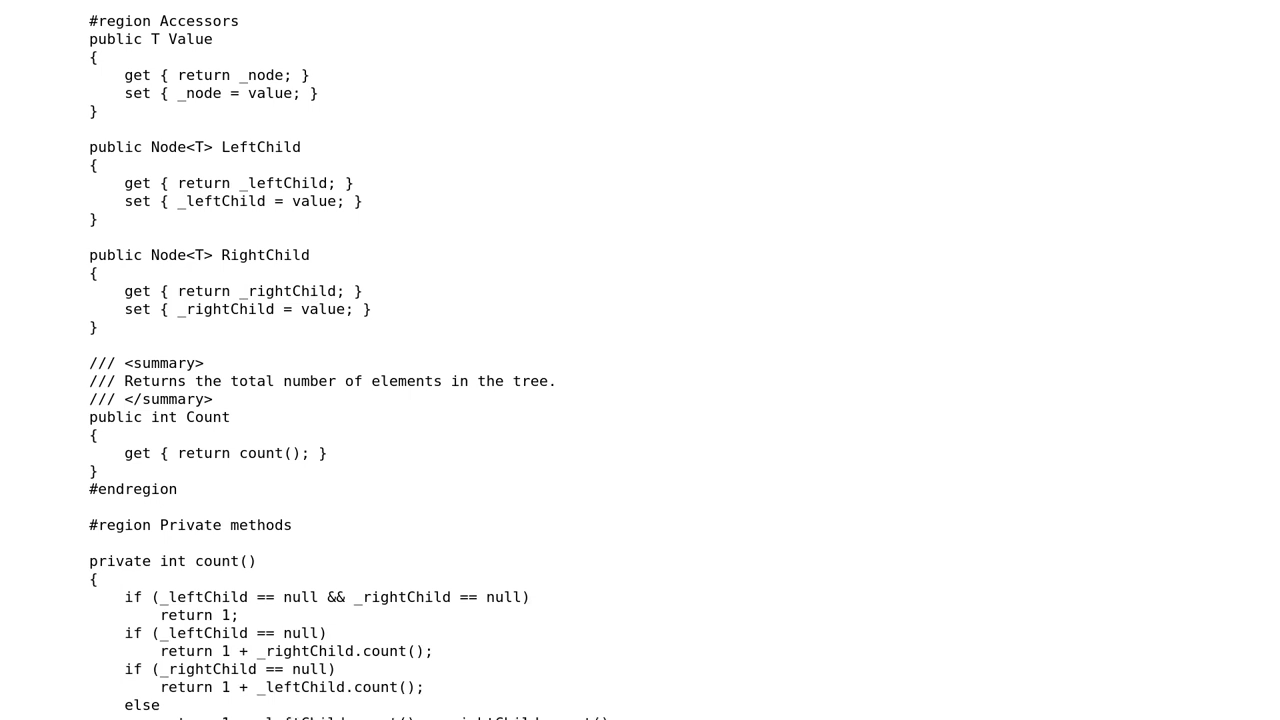 #region Accessors
public T Value
{
    get { return _node; }
    set { _node = value; }
}

public Node<T> LeftChild
{
    get { return _leftChild; }
    set { _leftChild = value; }
}

public Node<T> RightChild
{
    get { return _rightChild; }
    set { _rightChild = value; }
}

/// <summary>
/// Returns the total number of elements in the tree.
/// </summary>
public int Count
{
    get { return count(); }
}
#endregion

#region Private methods

private int count()
{
    if (_leftChild == null && _rightChild == null)
        return 1;
    if (_leftChild == null)
        return 1 + _rightChild.count();
    if (_rightChild == null)
        return 1 + _leftChild.count();
    else